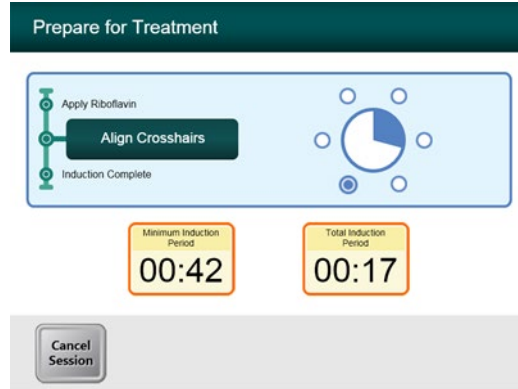 Prepare for Treatment
Apply Riboflavin
Align Crosshairs
Induction Complete
Minimum Induction
Period
00:42
Total Induction
Period
00:17
Cancel
Session